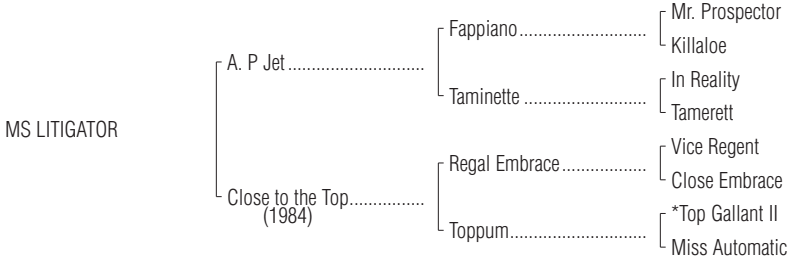 Mr. Prospector
Fappiano............................
Killaloe
A. P Jet..............................
In Reality
Taminette ..........................
Tamerett
MS LITIGATOR
Vice Regent
Regal Embrace..................
Close Embrace
Close to the Top................
(1984)
*Top Gallant II
Toppum.............................
Miss Automatic